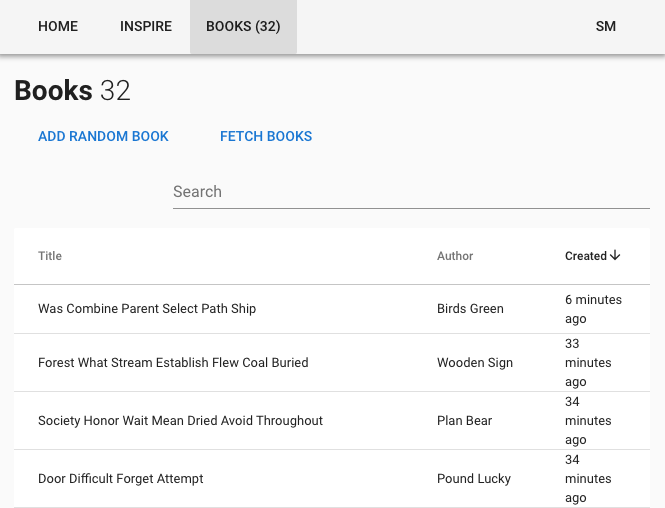 HOME INSPIRE BOOKS (32) SM
Books 32
ADD RANDOM BOOK FETCH BOOKS
Search
Title Author Created↓
Was Combine Parent Select Path Ship Birds Green 6 minutes ago
Forest What Stream Establish Flew Coal Buried Wooden Sign 33 minutes ago
Society Honor Wait Mean Dried Avoid Throughout Plan Bear 34 minutes ago
Door Difficult Forget Attempt Pound Lucky 34 minutes ago